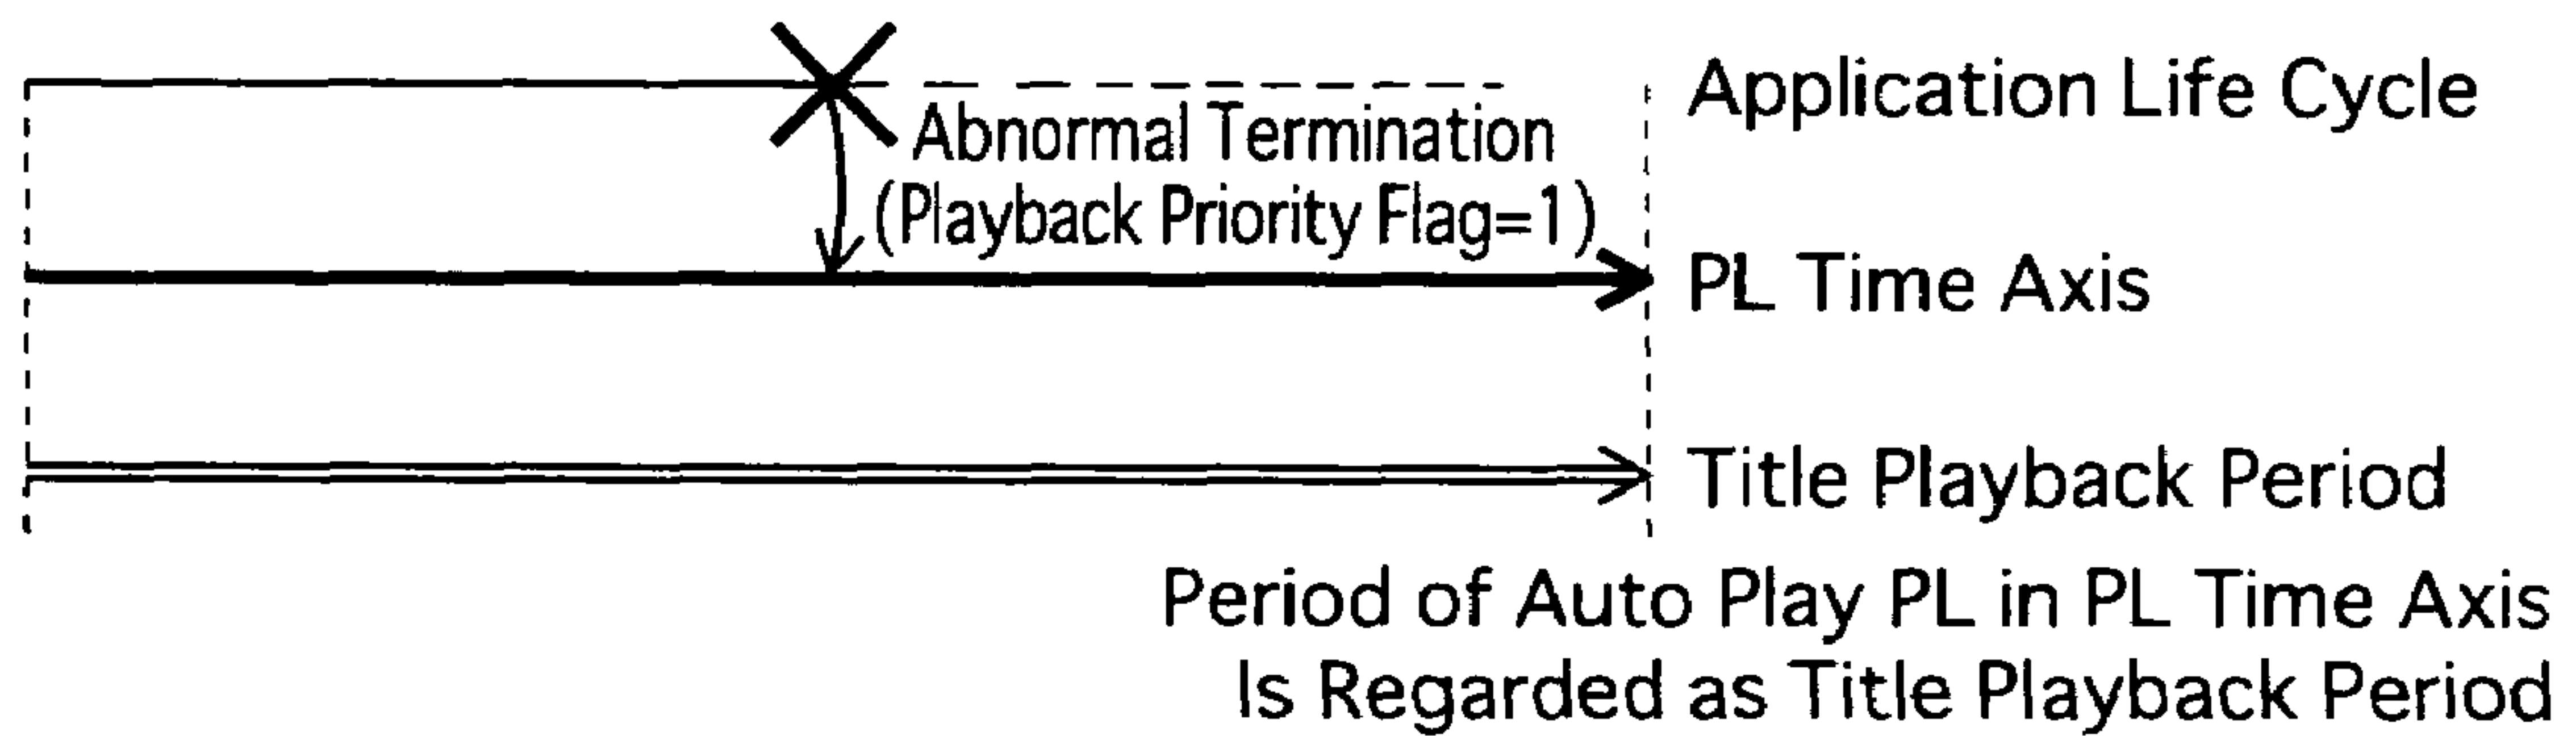 Application Life Cycle
Abnormal Termination
(Playback Priority Flag=1)
PL Time Axis
Title Playback Period
Period of Auto Play PL in PL Time Axis
Is Regarded as Title Playback Period